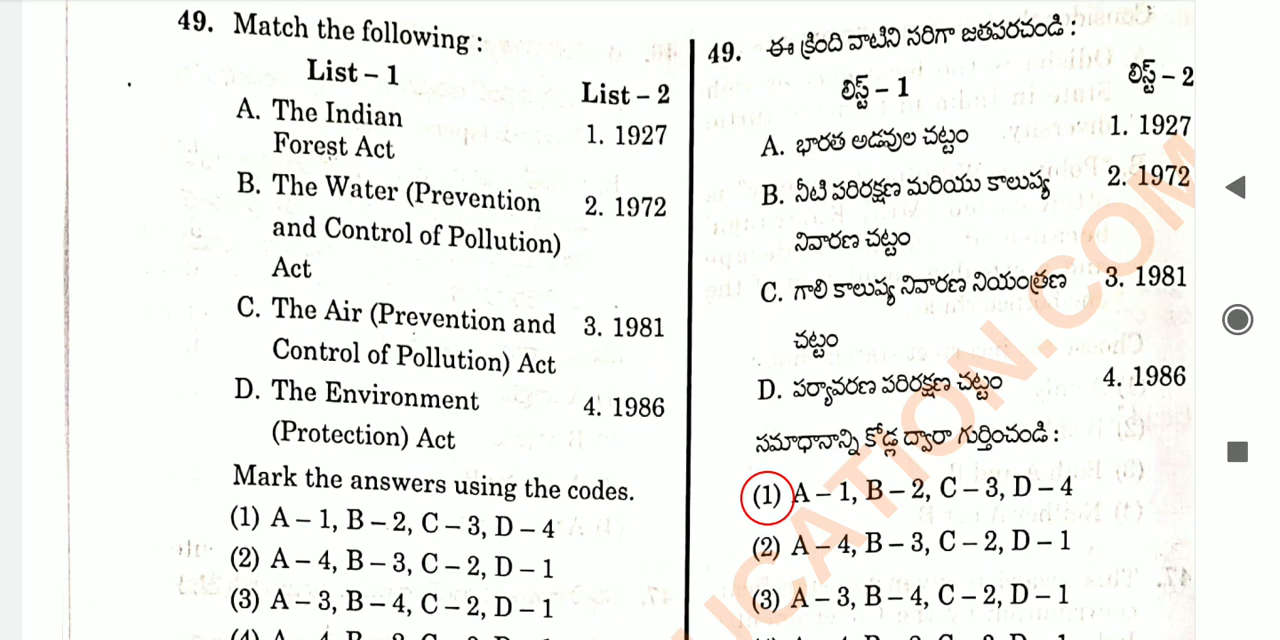 49. Match the following :
List – 1
List – 2
A. The Indian
Forest Act
1. 1927
B. The Water (Prevention
and Control of Pollution)
Act
2. 1972
C. The Air (Prevention and
Control of Pollution) Act
3. 1981
D. The Environment
(Protection) Act
4. 1986
Mark the answers using the codes.
(1) A – 1, B – 2, C – 3, D – 4
(2) A – 4, B – 3, C – 2, D – 1
(3) A – 3, B – 4, C – 2, D – 1
49. ఈ క్రింది వాటిని సరిగా జతపరచండి :
లిస్ట్ – 1
లిస్ట్ – 2
A. భారత అడవుల చట్టం
1. 1927
B. నీటి పరిరక్షణ మరియు కాలుష్య
నివారణ చట్టం
2. 1972
C. గాలి కాలుష్య నివారణ నియంత్రణ
చట్టం
3. 1981
D. పర్యావరణ పరిరక్షణ చట్టం
4. 1986
సమాధానాన్ని కోడ్ల ద్వారా గుర్తించండి :
(1) A – 1, B – 2, C – 3, D – 4
(2) A – 4, B – 3, C – 2, D – 1
(3) A – 3, B – 4, C – 2, D – 1
ICATION.COM